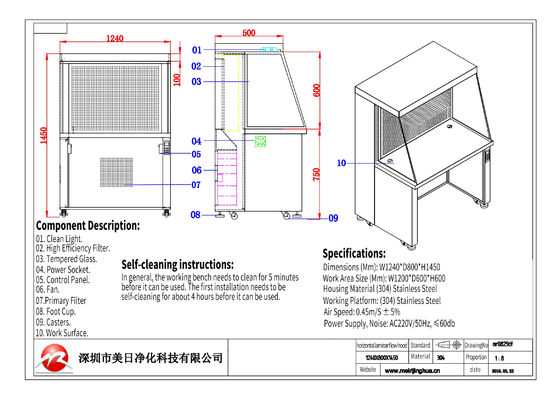 1240
500
100
1450
600
750
01
02
03
04
05
06
07
08
09
10
Component Description:
01. Clean Light.
02. High Efficiency Filter.
03. Tempered Glass.
04. Power Socket.
05. Control Panel.
06. Fan.
07.Primary Filter
08. Foot Cup.
09. Casters.
10. Work Surface.
Self-cleaning instructions:
In general, the working bench needs to clean for 5 minutes
before it can be used. The first installation needs to be
self-cleaning for about 4 hours before it can be used.
Specifications:
Dimensions (Mm): W1240*D800*H1450
Work Area Size (Mm): W1200*D600*H600
Housing Material (304) Stainless Steel
Working Platform: (304) Stainless Steel
Air Speed: 0.45m/S ± 5%
Power Supply, Noise: AC220V/50Hz, ≤60db
深圳市美日净化科技有限公司
horizontal laminar flow hood Standard DrawingNo
1240X800X1450 Material 304 Proportion 1:8
Website www.meirijinghua.cn date